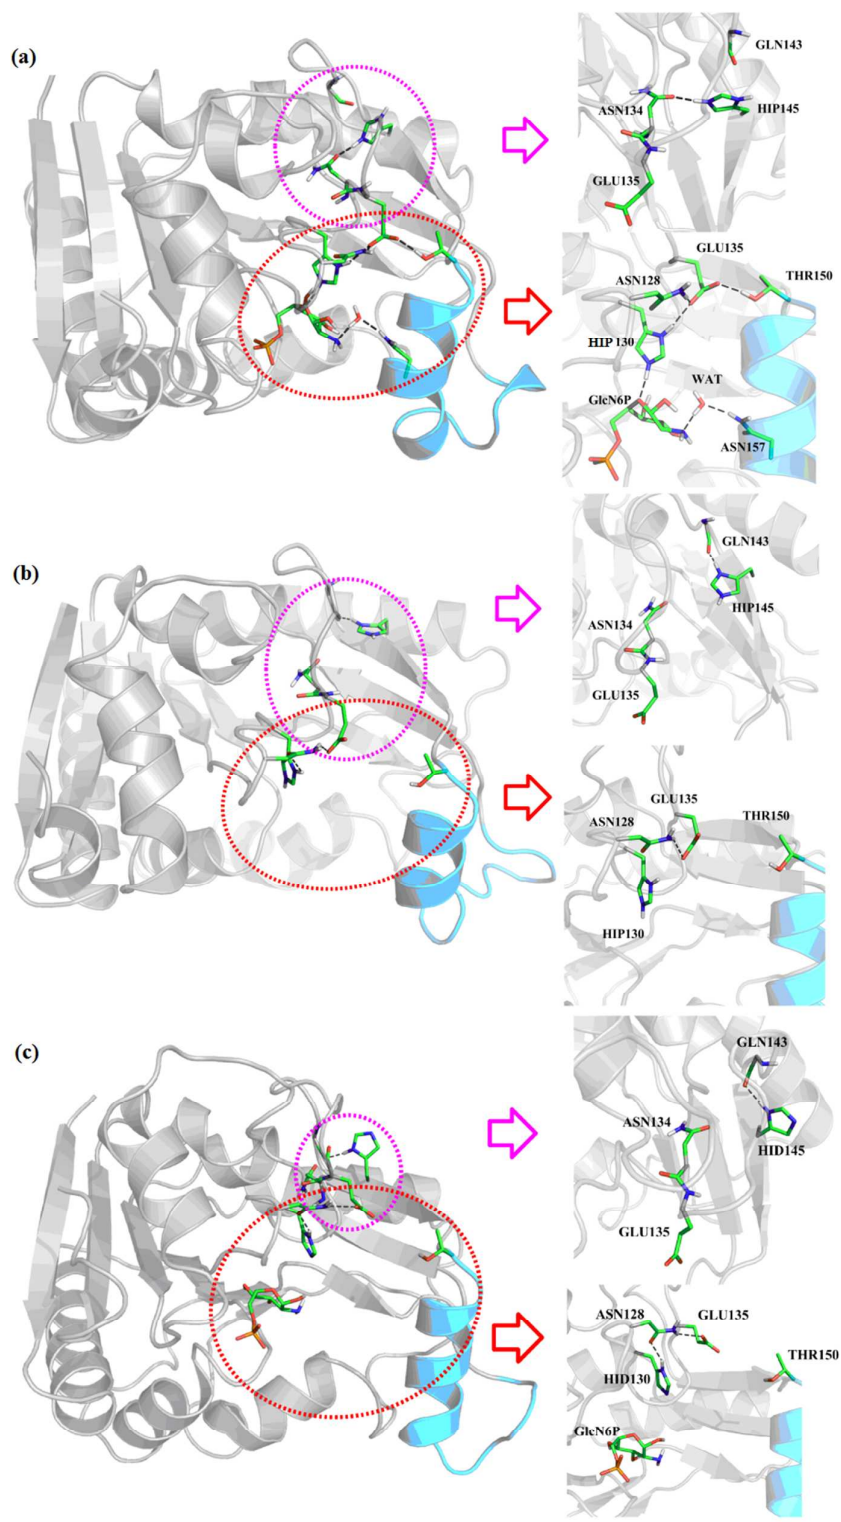 (a)
GLN143
ASN134
HIP145
GLU135
GLU135
ASN128
THR150
HIP 130
WAT
GlcN6P
ASN157
(b)
GLN143
HIP145
ASN134
GLU135
GLU135
ASN128
THR150
HIP130
(c)
GLN143
ASN134
HID145
GLU135
ASN128
GLU135
THR150
HID130
GlcN6P